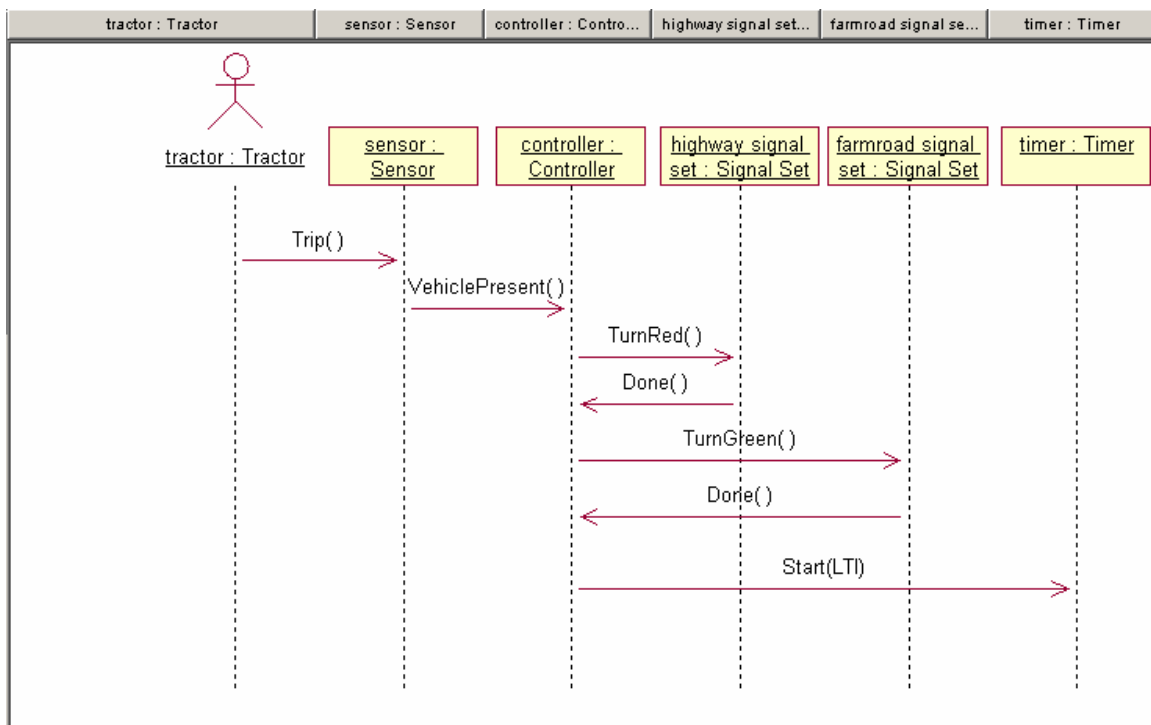 tractor : Tractor
sensor : Sensor
controller : Contro...
highway signal set...
farmroad signal se...
timer : Timer
tractor : Tractor
sensor :
Sensor
controller :
Controller
highway signal
set : Signal Set
farmroad signal
set : Signal Set
timer : Timer
Trip( )
VehiclePresent( )
TurnRed( )
Done( )
TurnGreen( )
Done( )
Start(LTI)